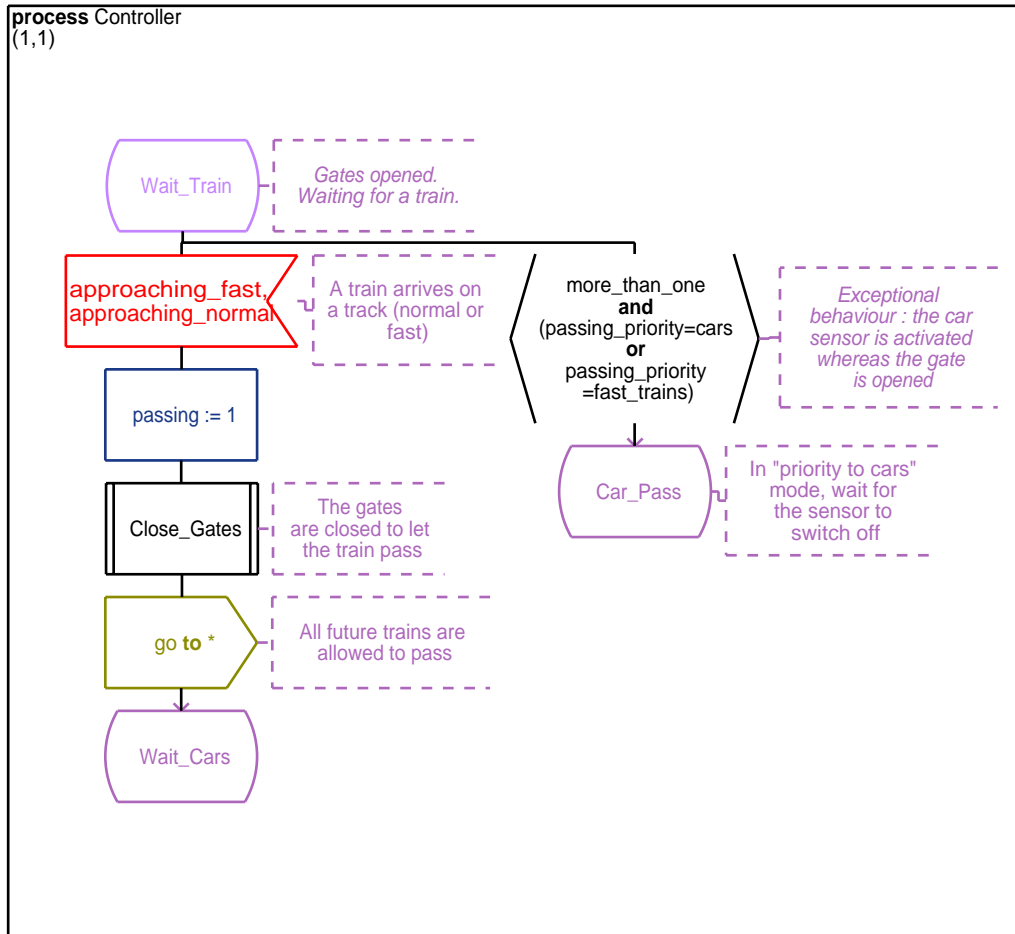 process Controller
(1,1)
Wait_Train
Gates opened.
Waiting for a train.
approaching_fast,
approaching_normal
A train arrives on
a track (normal or
fast)
more_than_one
and
(passing_priority=cars
or
passing_priority
=fast_trains)
Exceptional
behaviour : the car
sensor is activated
whereas the gate
is opened
passing := 1
Car_Pass
In "priority to cars"
mode, wait for
the sensor to
switch off
Close_Gates
The gates
are closed to let
the train pass
go to *
All future trains are
allowed to pass
Wait_Cars